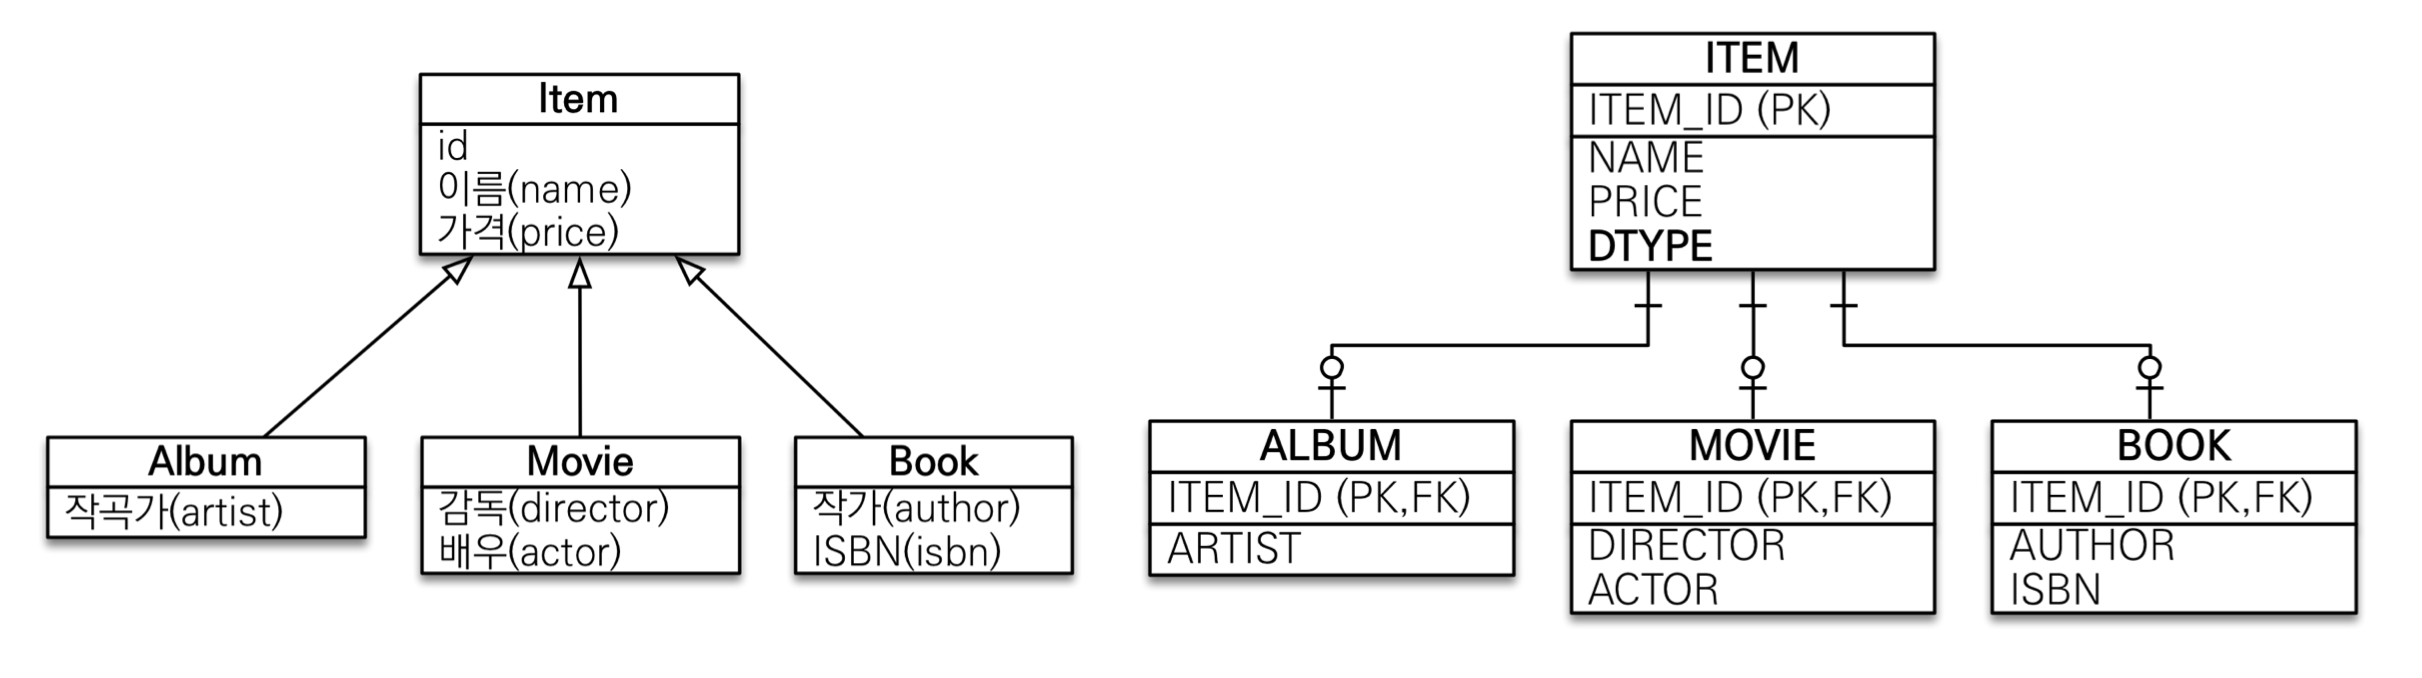 Item
id
이름(name)
가격(price)
Album
작곡가(artist)
Movie
감독(director)
배우(actor)
Book
작가(author)
ISBN(isbn)
ITEM
ITEM_ID (PK)
NAME
PRICE
DTYPE
ALBUM
ITEM_ID (PK,FK)
ARTIST
MOVIE
ITEM_ID (PK,FK)
DIRECTOR
ACTOR
BOOK
ITEM_ID (PK,FK)
AUTHOR
ISBN